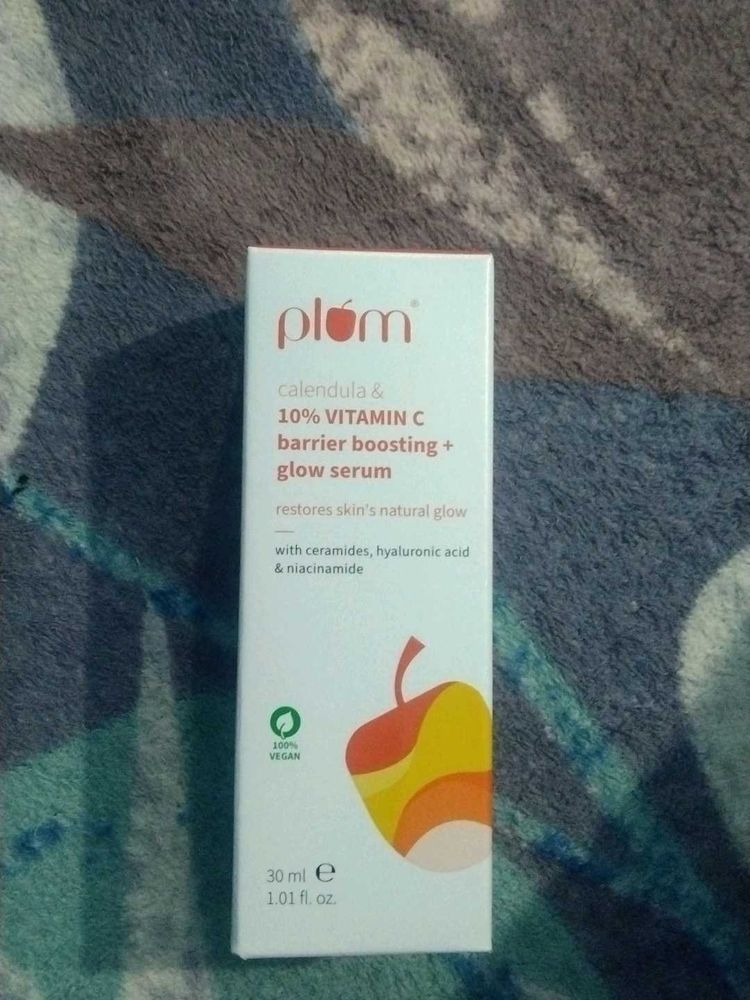 plum®
calendula &
10% VITAMIN C
barrier boosting +
glow serum
restores skin's natural glow
with ceramides, hyaluronic acid
& niacinamide
100%
VEGAN
30 ml ℮
1.01 fl. oz.